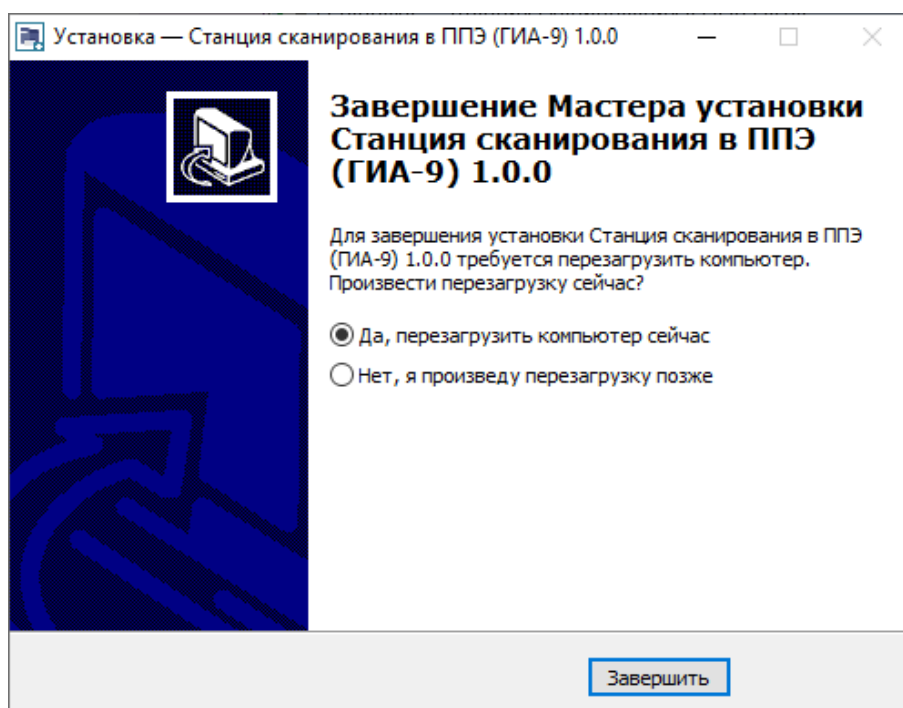 Установка — Станция сканирования в ППЭ (ГИА-9) 1.0.0
Завершение Мастера установки
Станция сканирования в ППЭ
(ГИА-9) 1.0.0
Для завершения установки Станция сканирования в ППЭ
(ГИА-9) 1.0.0 требуется перезагрузить компьютер.
Произвести перезагрузку сейчас?
Да, перезагрузить компьютер сейчас
Нет, я произведу перезагрузку позже
Завершить